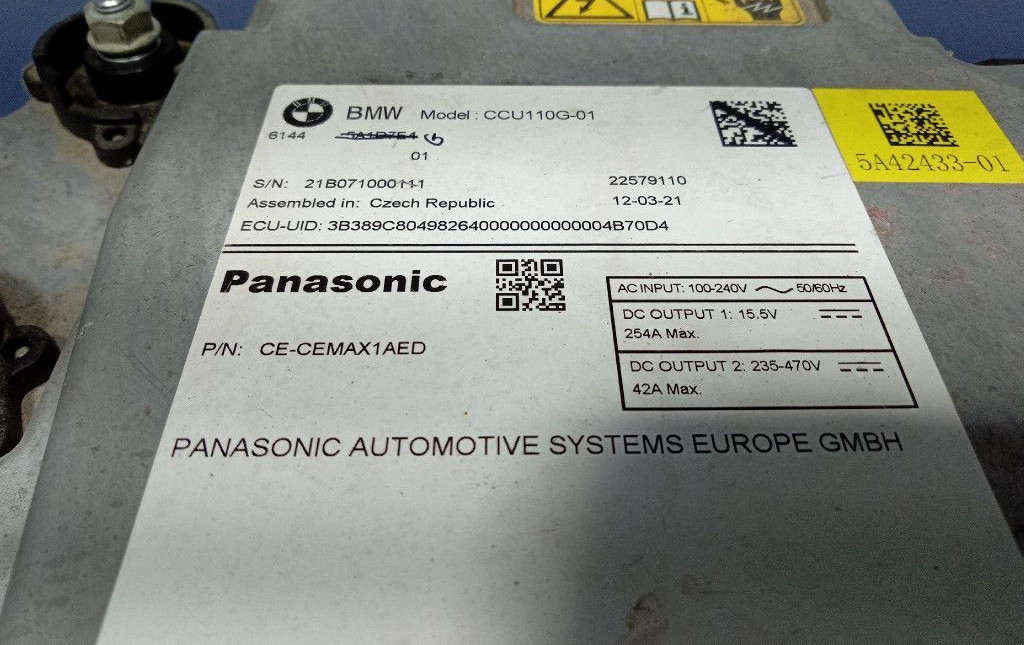 BMW Model : CCU110G-01
6144 5A1D7E4
01
S/N: 21B071000111 22579110
Assembled in: Czech Republic 12-03-21
ECU-UID: 3B389C8049826400000000000004B70D4
5A42433-01
Panasonic
P/N: CE-CEMAX1AED
AC INPUT: 100-240V 50/60Hz
DC OUTPUT 1: 15.5V
254A Max.
DC OUTPUT 2: 235-470V
42A Max.
PANASONIC AUTOMOTIVE SYSTEMS EUROPE GMBH